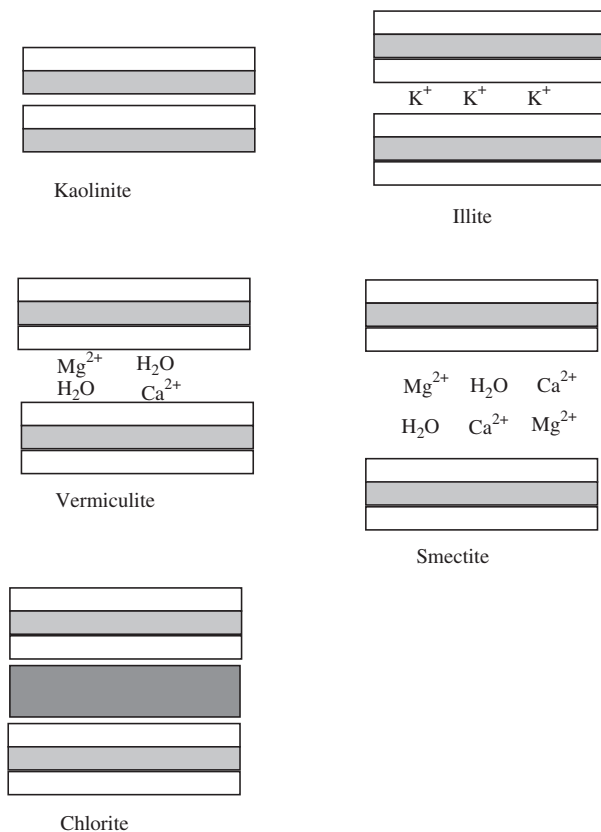 K⁺ K⁺ K⁺
Kaolinite
Illite
Mg²⁺ H₂O
H₂O Ca²⁺
Vermiculite
Mg²⁺ H₂O Ca²⁺
H₂O Ca²⁺ Mg²⁺
Smectite
Chlorite